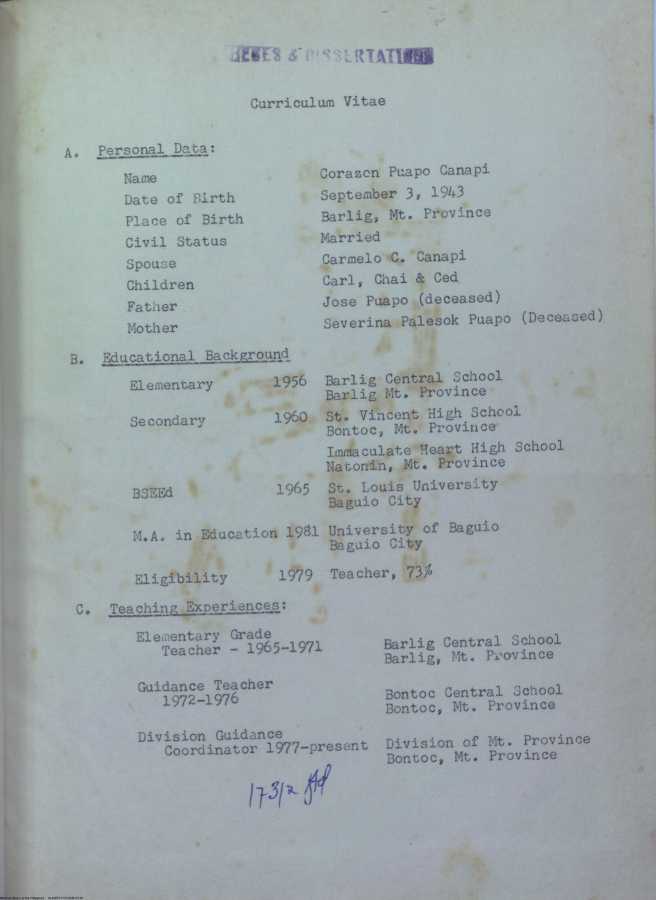 THESES & DISSERTATIONS
Curriculum Vitae
A. Personal Data:
Name Corazon Puapo Canapi
Date of Birth September 3, 1943
Place of Birth Barlig, Mt. Province
Civil Status Married
Spouse Carmelo C. Canapi
Children Carl, Chai & Ced
Father Jose Puapo (deceased)
Mother Severina Palesok Puapo (Deceased)
B. Educational Background
Elementary 1956 Barlig Central School
Barlig Mt. Province
Secondary 1960 St. Vincent High School
Bontoc, Mt. Province
Immaculate Heart High School
Natonin, Mt. Province
BSEEd 1965 St. Louis University
Baguio City
M.A. in Education 1981 University of Baguio
Baguio City
Eligibility 1979 Teacher, 73%
C. Teaching Experiences:
Elementary Grade
Teacher - 1965-1971 Barlig Central School
Barlig, Mt. Province
Guidance Teacher
1972-1976 Bontoc Central School
Bontoc, Mt. Province
Division Guidance
Coordinator 1977-present Division of Mt. Province
Bontoc, Mt. Province
17312